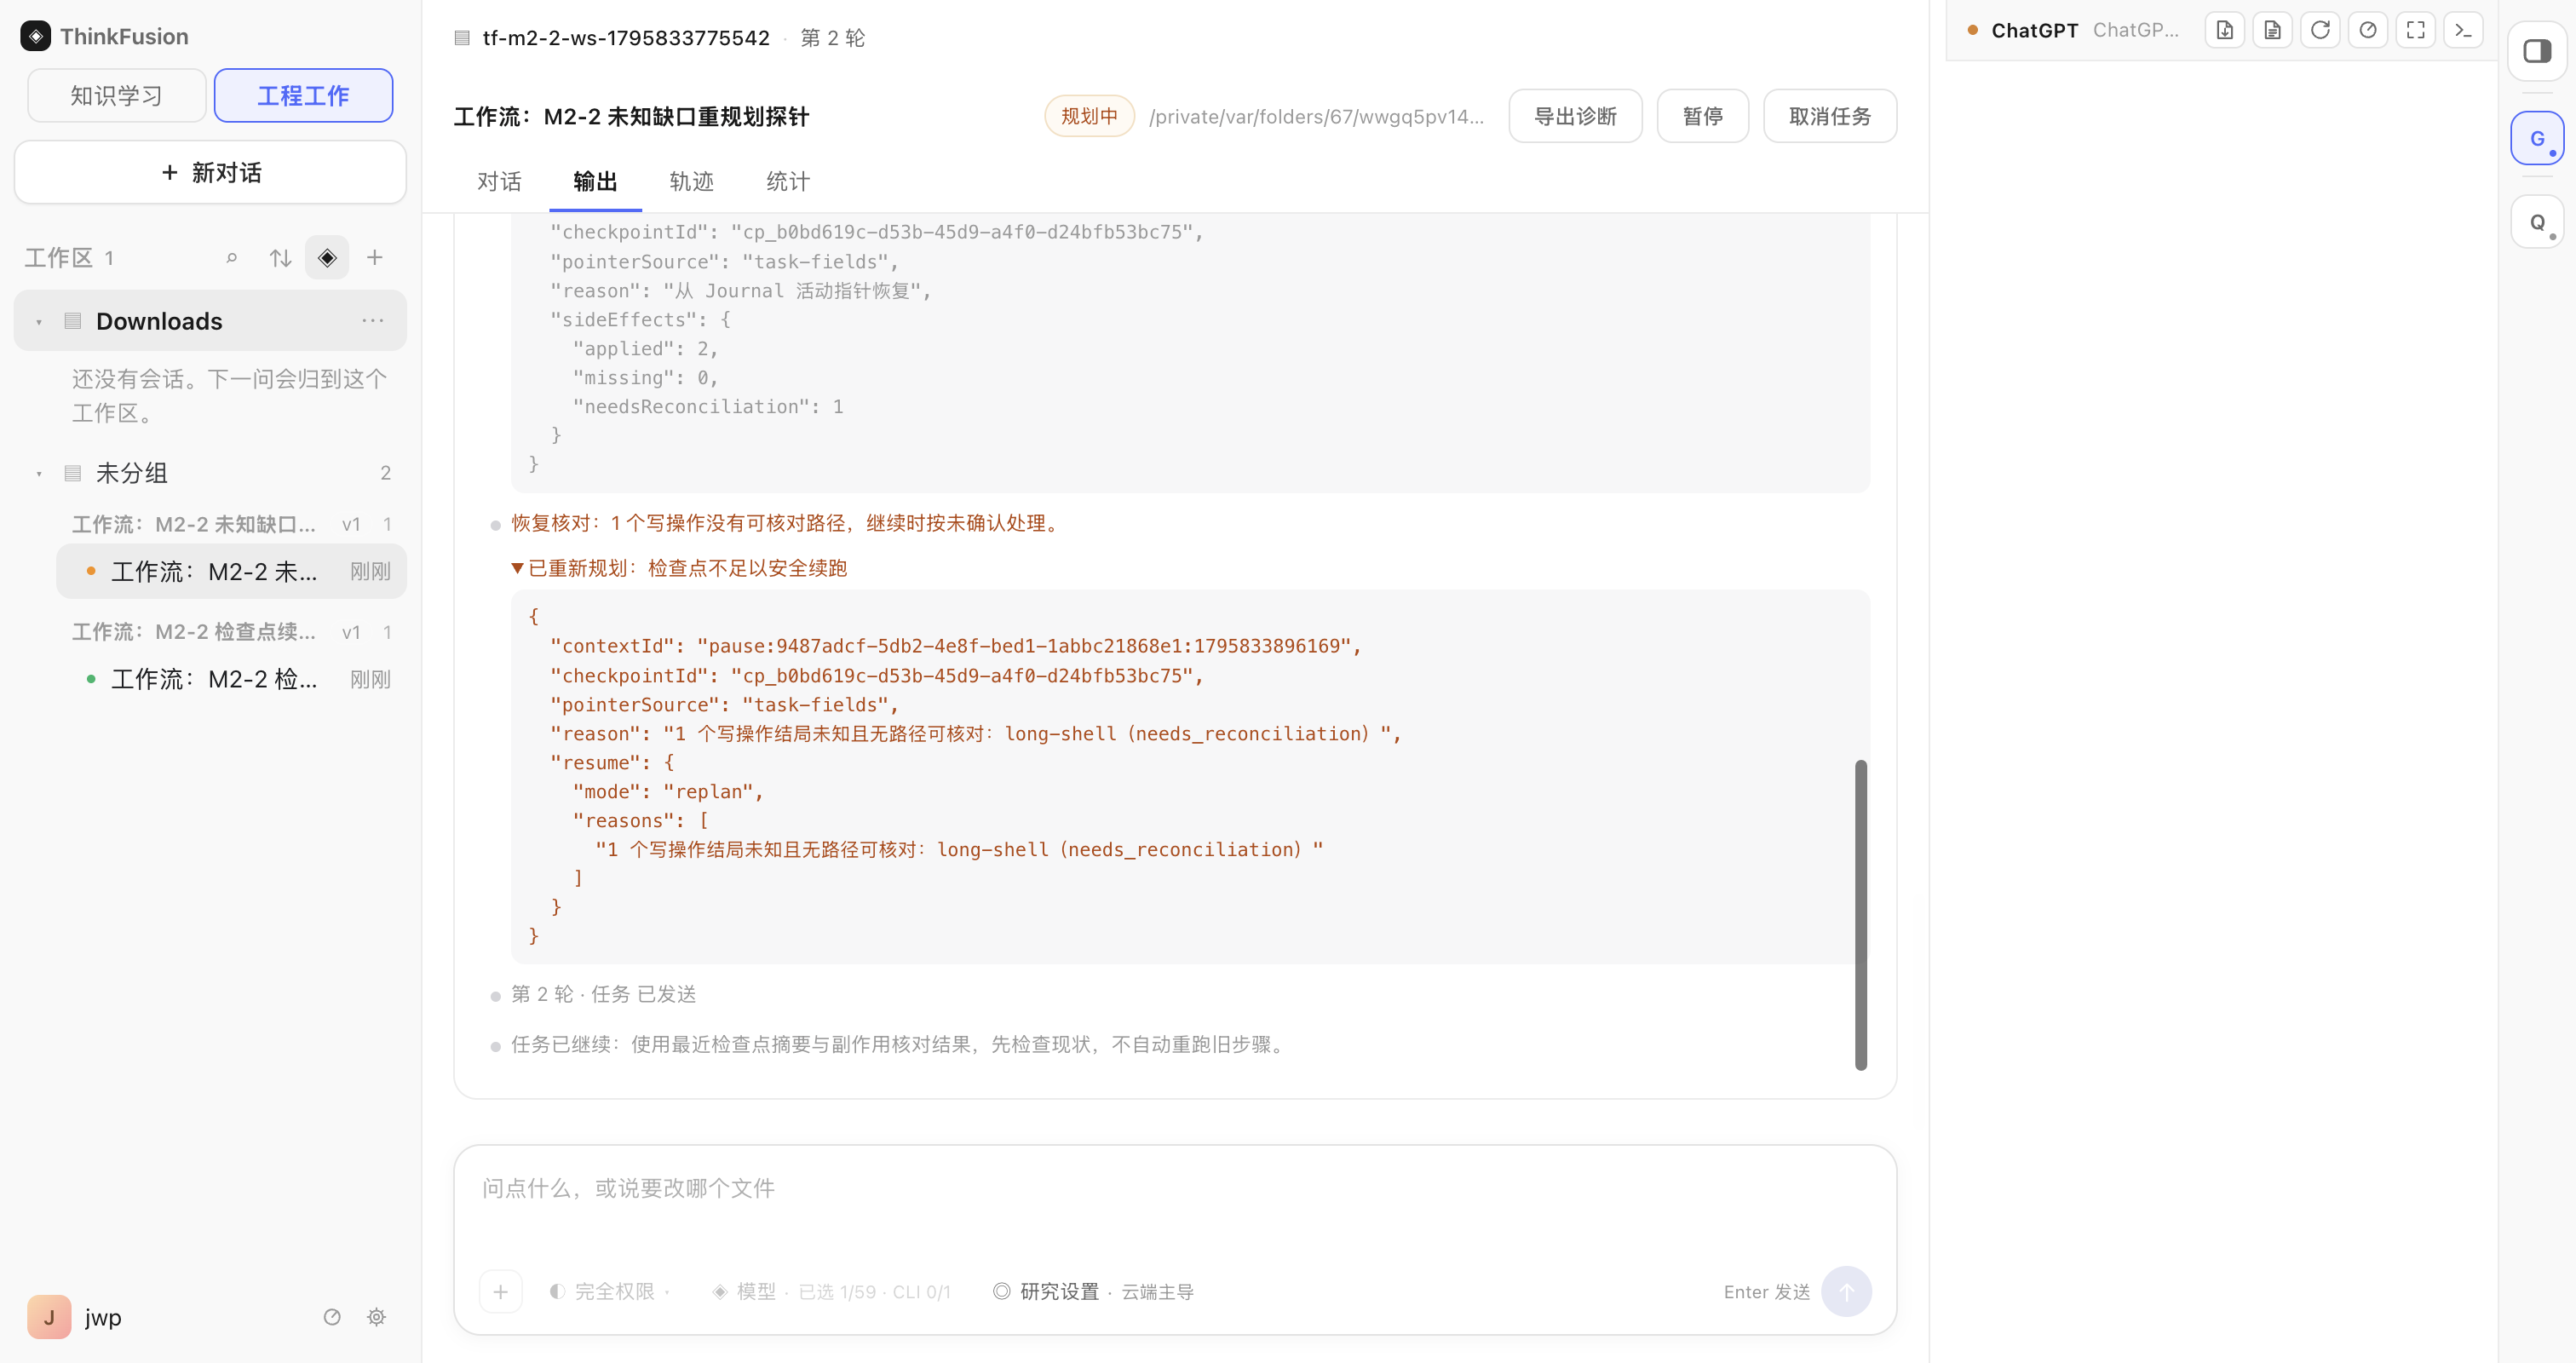 ThinkFusion
知识学习
工程工作
+ 新对话
工作区 1
Downloads
还没有会话。下一问会归到这个
工作区。
未分组 2
工作流：M2-2 未知缺口... v1 1
工作流：M2-2 未... 刚刚
工作流：M2-2 检查点续... v1 1
工作流：M2-2 检... 刚刚
J jwp
tf-m2-2-ws-1795833775542 · 第 2 轮
工作流：M2-2 未知缺口重规划探针
规划中
/private/var/folders/67/wwgq5pv14...
导出诊断
暂停
取消任务
对话 输出 轨迹 统计
"checkpointId": "cp_b0bd619c-d53b-45d9-a4f0-d24bfb53bc75",
"pointerSource": "task-fields",
"reason": "从 Journal 活动指针恢复",
"sideEffects": {
"applied": 2,
"missing": 0,
"needsReconciliation": 1
}
}
恢复核对：1 个写操作没有可核对路径，继续时按未确认处理。
▼已重新规划：检查点不足以安全续跑
{
"contextId": "pause:9487adcf-5db2-4e8f-bed1-1abbc21868e1:1795833896169",
"checkpointId": "cp_b0bd619c-d53b-45d9-a4f0-d24bfb53bc75",
"pointerSource": "task-fields",
"reason": "1 个写操作结局未知且无路径可核对：long-shell（needs_reconciliation）",
"resume": {
"mode": "replan",
"reasons": [
"1 个写操作结局未知且无路径可核对：long-shell（needs_reconciliation）"
]
}
}
第 2 轮 · 任务 已发送
任务已继续：使用最近检查点摘要与副作用核对结果，先检查现状，不自动重跑旧步骤。
问点什么，或说要改哪个文件
+ 完全权限 · 模型 · 已选 1/59 · CLI 0/1 研究设置 · 云端主导
Enter 发送
ChatGPT ChatGP...
G
Q